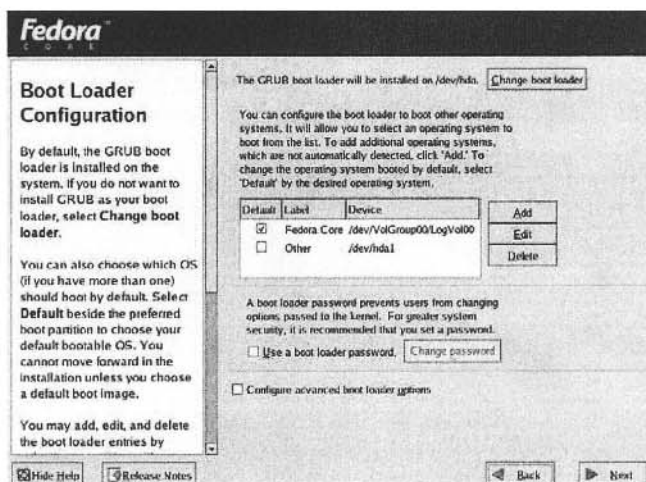 Fedora
CORE
Boot Loader
Configuration
By default, the GRUB boot
loader is installed on the
system. If you do not want to
install GRUB as your boot
loader, select Change boot
loader.
You can also choose which OS
(if you have more than one)
should boot by default. Select
Default beside the preferred
boot partition to choose your
default bootable OS. You
cannot move forward in the
installation unless you choose
a default boot image.
You may add, edit, and delete
the boot loader entries by
The GRUB boot loader will be installed on /dev/hda.
Change boot loader
You can configure the boot loader to boot other operating
systems. It will allow you to select an operating system to
boot from the list. To add additional operating systems,
which are not automatically detected, click 'Add.' To
change the operating system booted by default, select
'Default' by the desired operating system.
Default Label Device
Fedora Core /dev/VolGroup00/LogVol00
Other /dev/hda1
Add
Edit
Delete
A boot loader password prevents users from changing
options passed to the kernel. For greater system
security, it is recommended that you set a password.
Use a boot loader password.
Change password
Configure advanced boot loader options
Hide Help
Release Notes
Back
Next